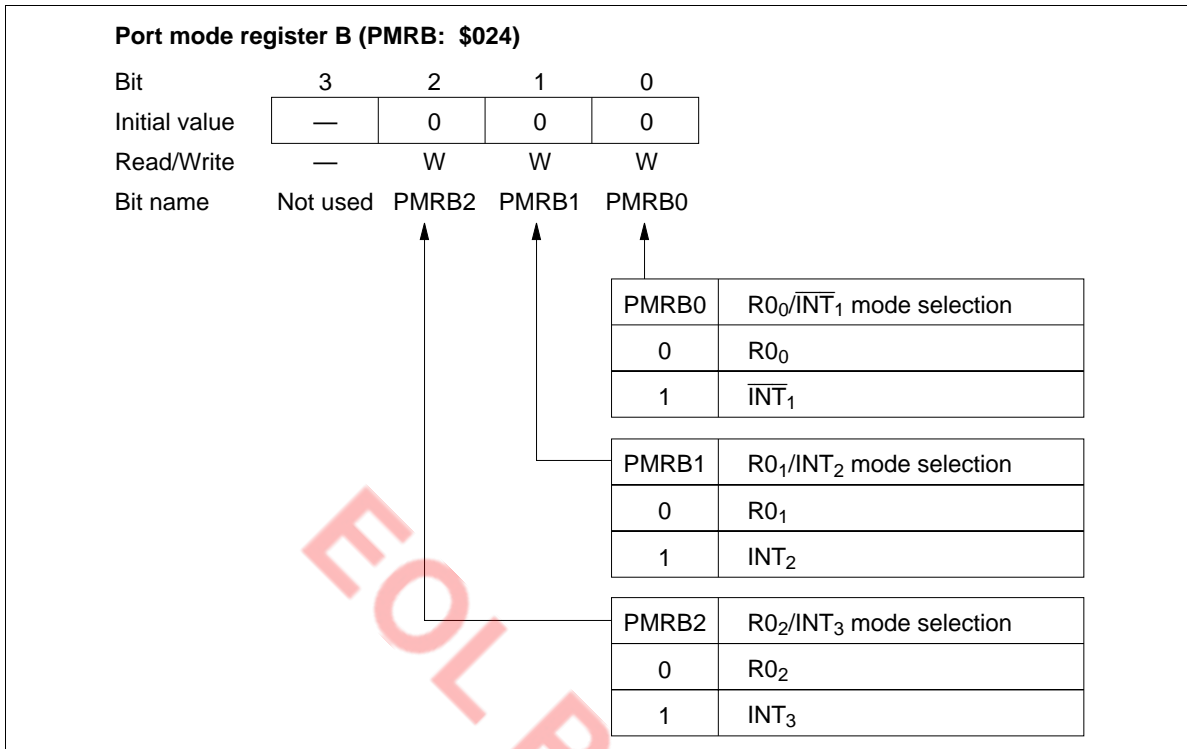 Port mode register B (PMRB: $024)
Bit 3 2 1 0
Initial value — 0 0 0
Read/Write — W W W
Bit name Not used PMRB2 PMRB1 PMRB0
PMRB0 R0₀/I̅N̅T̅₁ mode selection
0 R0₀
1 I̅N̅T̅₁
PMRB1 R0₁/INT₂ mode selection
0 R0₁
1 INT₂
PMRB2 R0₂/INT₃ mode selection
0 R0₂
1 INT₃
EOL